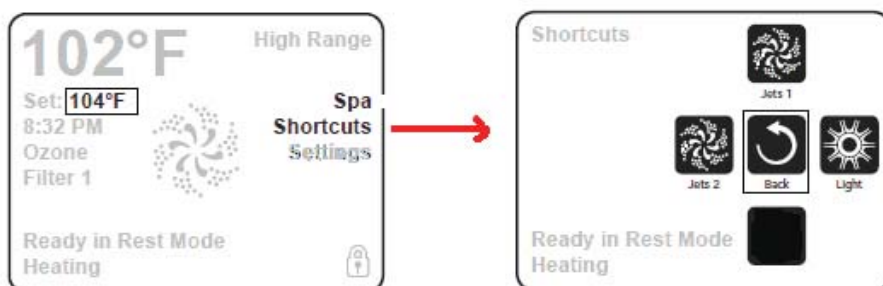 102°F
High Range
Set: 104°F
Spa
8:32 PM
Shortcuts
Ozone
Settings
Filter 1
Ready in Rest Mode
Heating
Shortcuts
Jets 1
Jets 2
Back
Light
Ready in Rest Mode
Heating